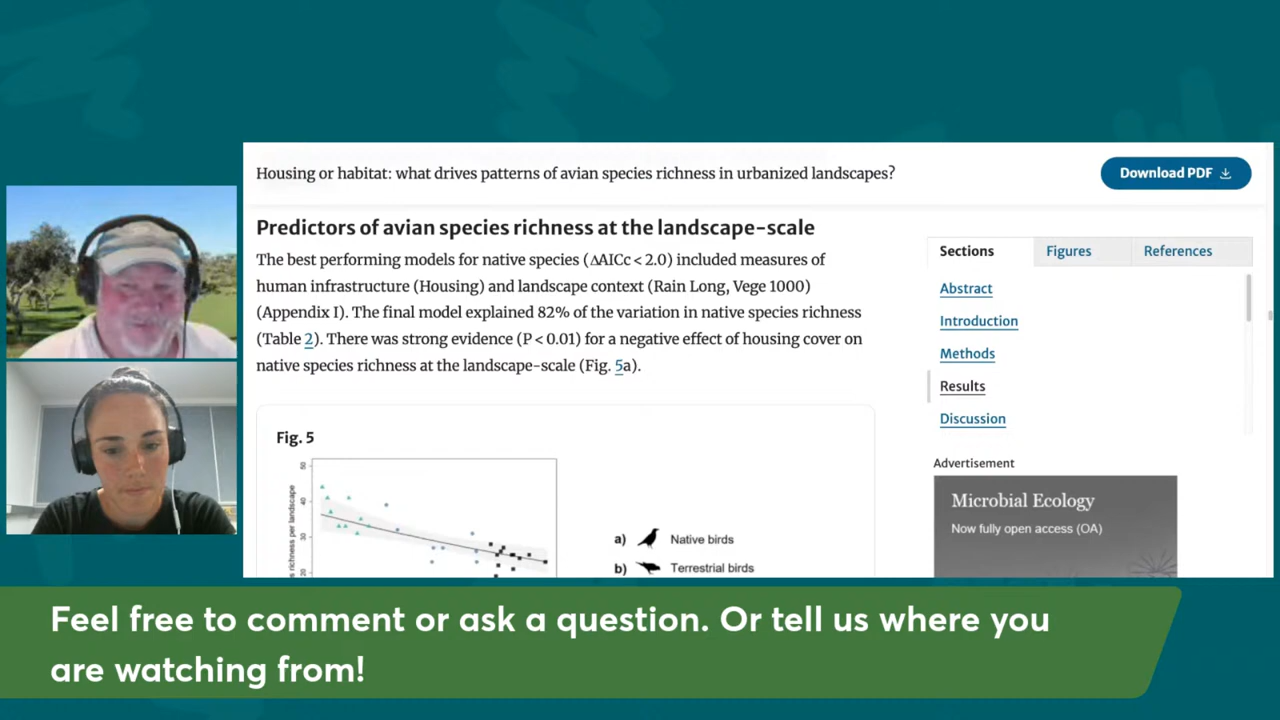 Housing or habitat: what drives patterns of avian species richness in urbanized landscapes?
Download PDF
Predictors of avian species richness at the landscape-scale
The best performing models for native species (ΔAICc < 2.0) included measures of
human infrastructure (Housing) and landscape context (Rain Long, Vege 1000)
(Appendix I). The final model explained 82% of the variation in native species richness
(Table 2). There was strong evidence (P < 0.01) for a negative effect of housing cover on
native species richness at the landscape-scale (Fig. 5a).
Fig. 5
50
40
30
20
s richness per landscape
a) Native birds
b) Terrestrial birds
Sections
Figures
References
Abstract
Introduction
Methods
Results
Discussion
Advertisement
Microbial Ecology
Now fully open access (OA)
Feel free to comment or ask a question. Or tell us where you
are watching from!